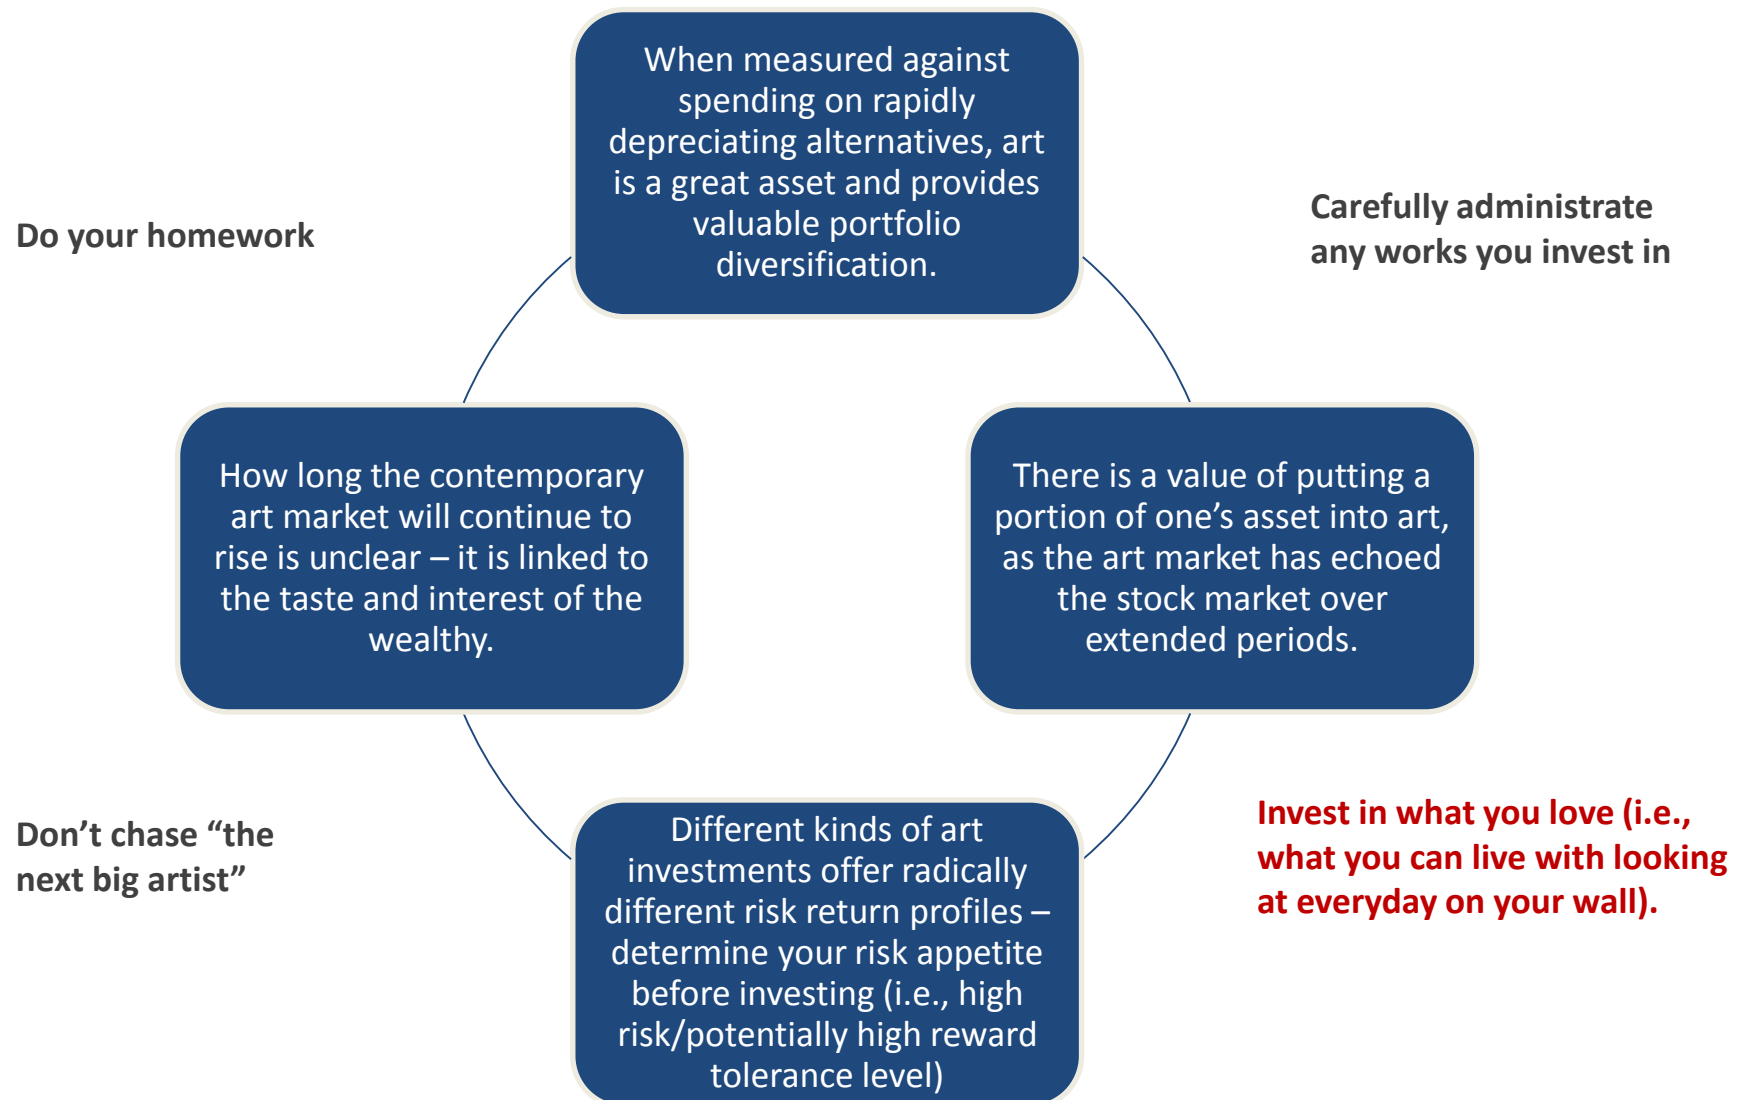 When measured against
spending on rapidly
depreciating alternatives, art
is a great asset and provides
valuable portfolio
diversification.
Do your homework
Carefully administrate
any works you invest in
How long the contemporary
art market will continue to
rise is unclear – it is linked to
the taste and interest of the
wealthy.
There is a value of putting a
portion of one’s asset into art,
as the art market has echoed
the stock market over
extended periods.
Don’t chase “the
next big artist”
Different kinds of art
investments offer radically
different risk return profiles –
determine your risk appetite
before investing (i.e., high
risk/potentially high reward
tolerance level)
Invest in what you love (i.e.,
what you can live with looking
at everyday on your wall).